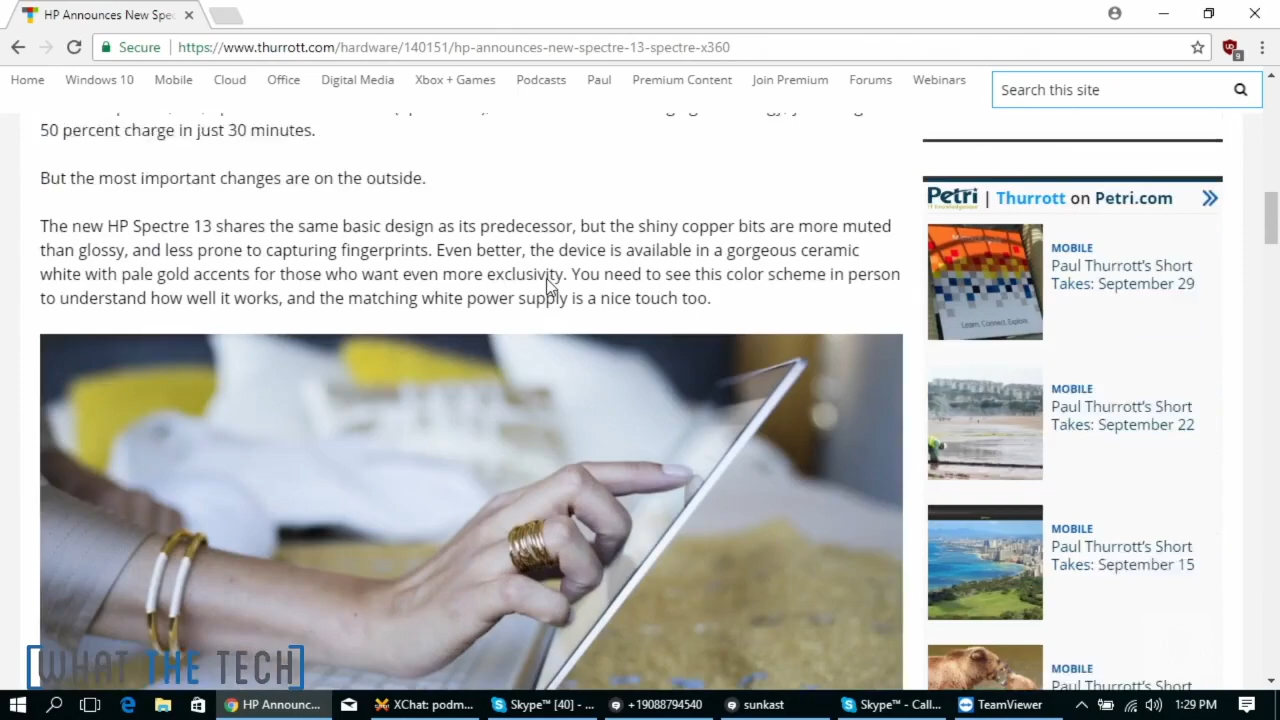 HP Announces New Spec
Secure
https://www.thurrott.com/hardware/140151/hp-announces-new-spectre-13-spectre-x360
9
Home Windows 10 Mobile Cloud Office Digital Media Xbox + Games Podcasts Paul Premium Content Join Premium Forums Webinars
Search this site
50 percent charge in just 30 minutes.
But the most important changes are on the outside.
The new HP Spectre 13 shares the same basic design as its predecessor, but the shiny copper bits are more muted
than glossy, and less prone to capturing fingerprints. Even better, the device is available in a gorgeous ceramic
white with pale gold accents for those who want even more exclusivity. You need to see this color scheme in person
to understand how well it works, and the matching white power supply is a nice touch too.
Petri | Thurrott on Petri.com
Learn. Connect. Explore.
MOBILE
Paul Thurrott's Short
Takes: September 29
MOBILE
Paul Thurrott's Short
Takes: September 22
MOBILE
Paul Thurrott's Short
Takes: September 15
MOBILE
Paul Thurrott's Short
[WHAT THE TECH]
HP Announc...
XChat: podm...
Skype™ [40] - ...
+19088794540
sunkast
Skype™ - Call...
TeamViewer
1:29 PM